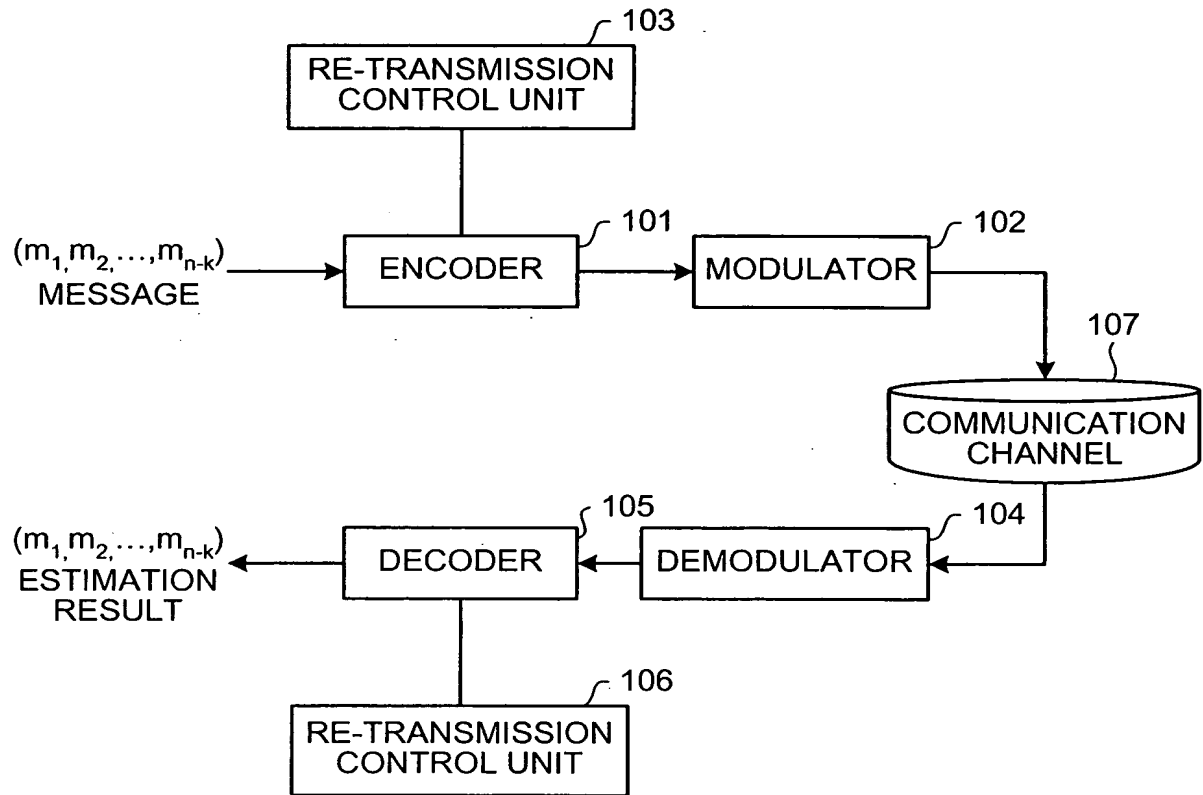 103
RE-TRANSMISSION
CONTROL UNIT
101
102
(m1,m2,...,mn-k)
MESSAGE
ENCODER
MODULATOR
107
COMMUNICATION
CHANNEL
105
104
(m1,m2,...,mn-k)
ESTIMATION
RESULT
DECODER
DEMODULATOR
106
RE-TRANSMISSION
CONTROL UNIT